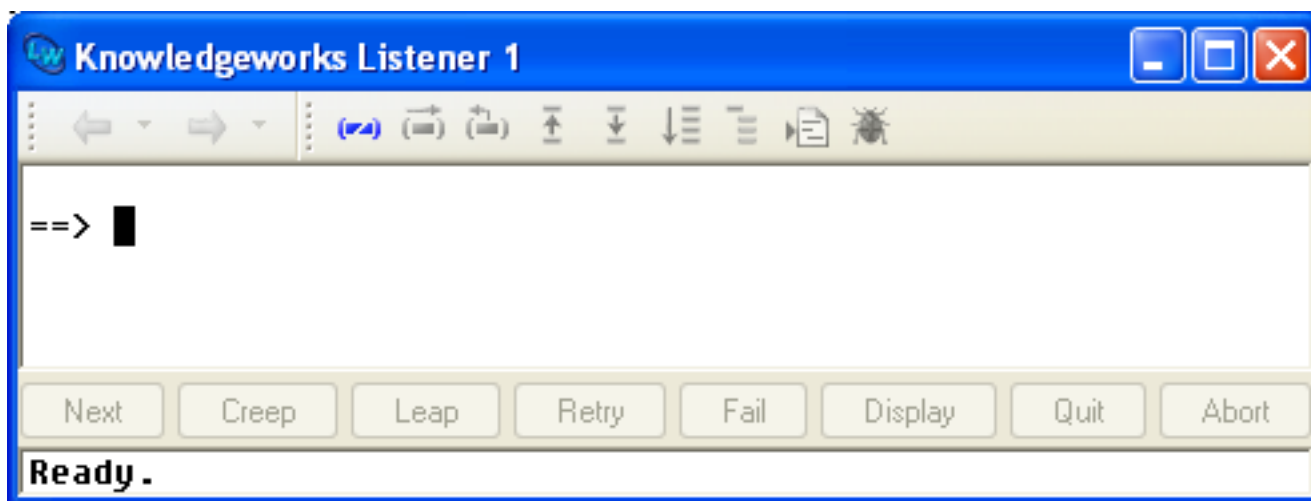 Knowledgeworks Listener 1
==>
Next Creep Leap Retry Fail Display Quit Abort
Ready.